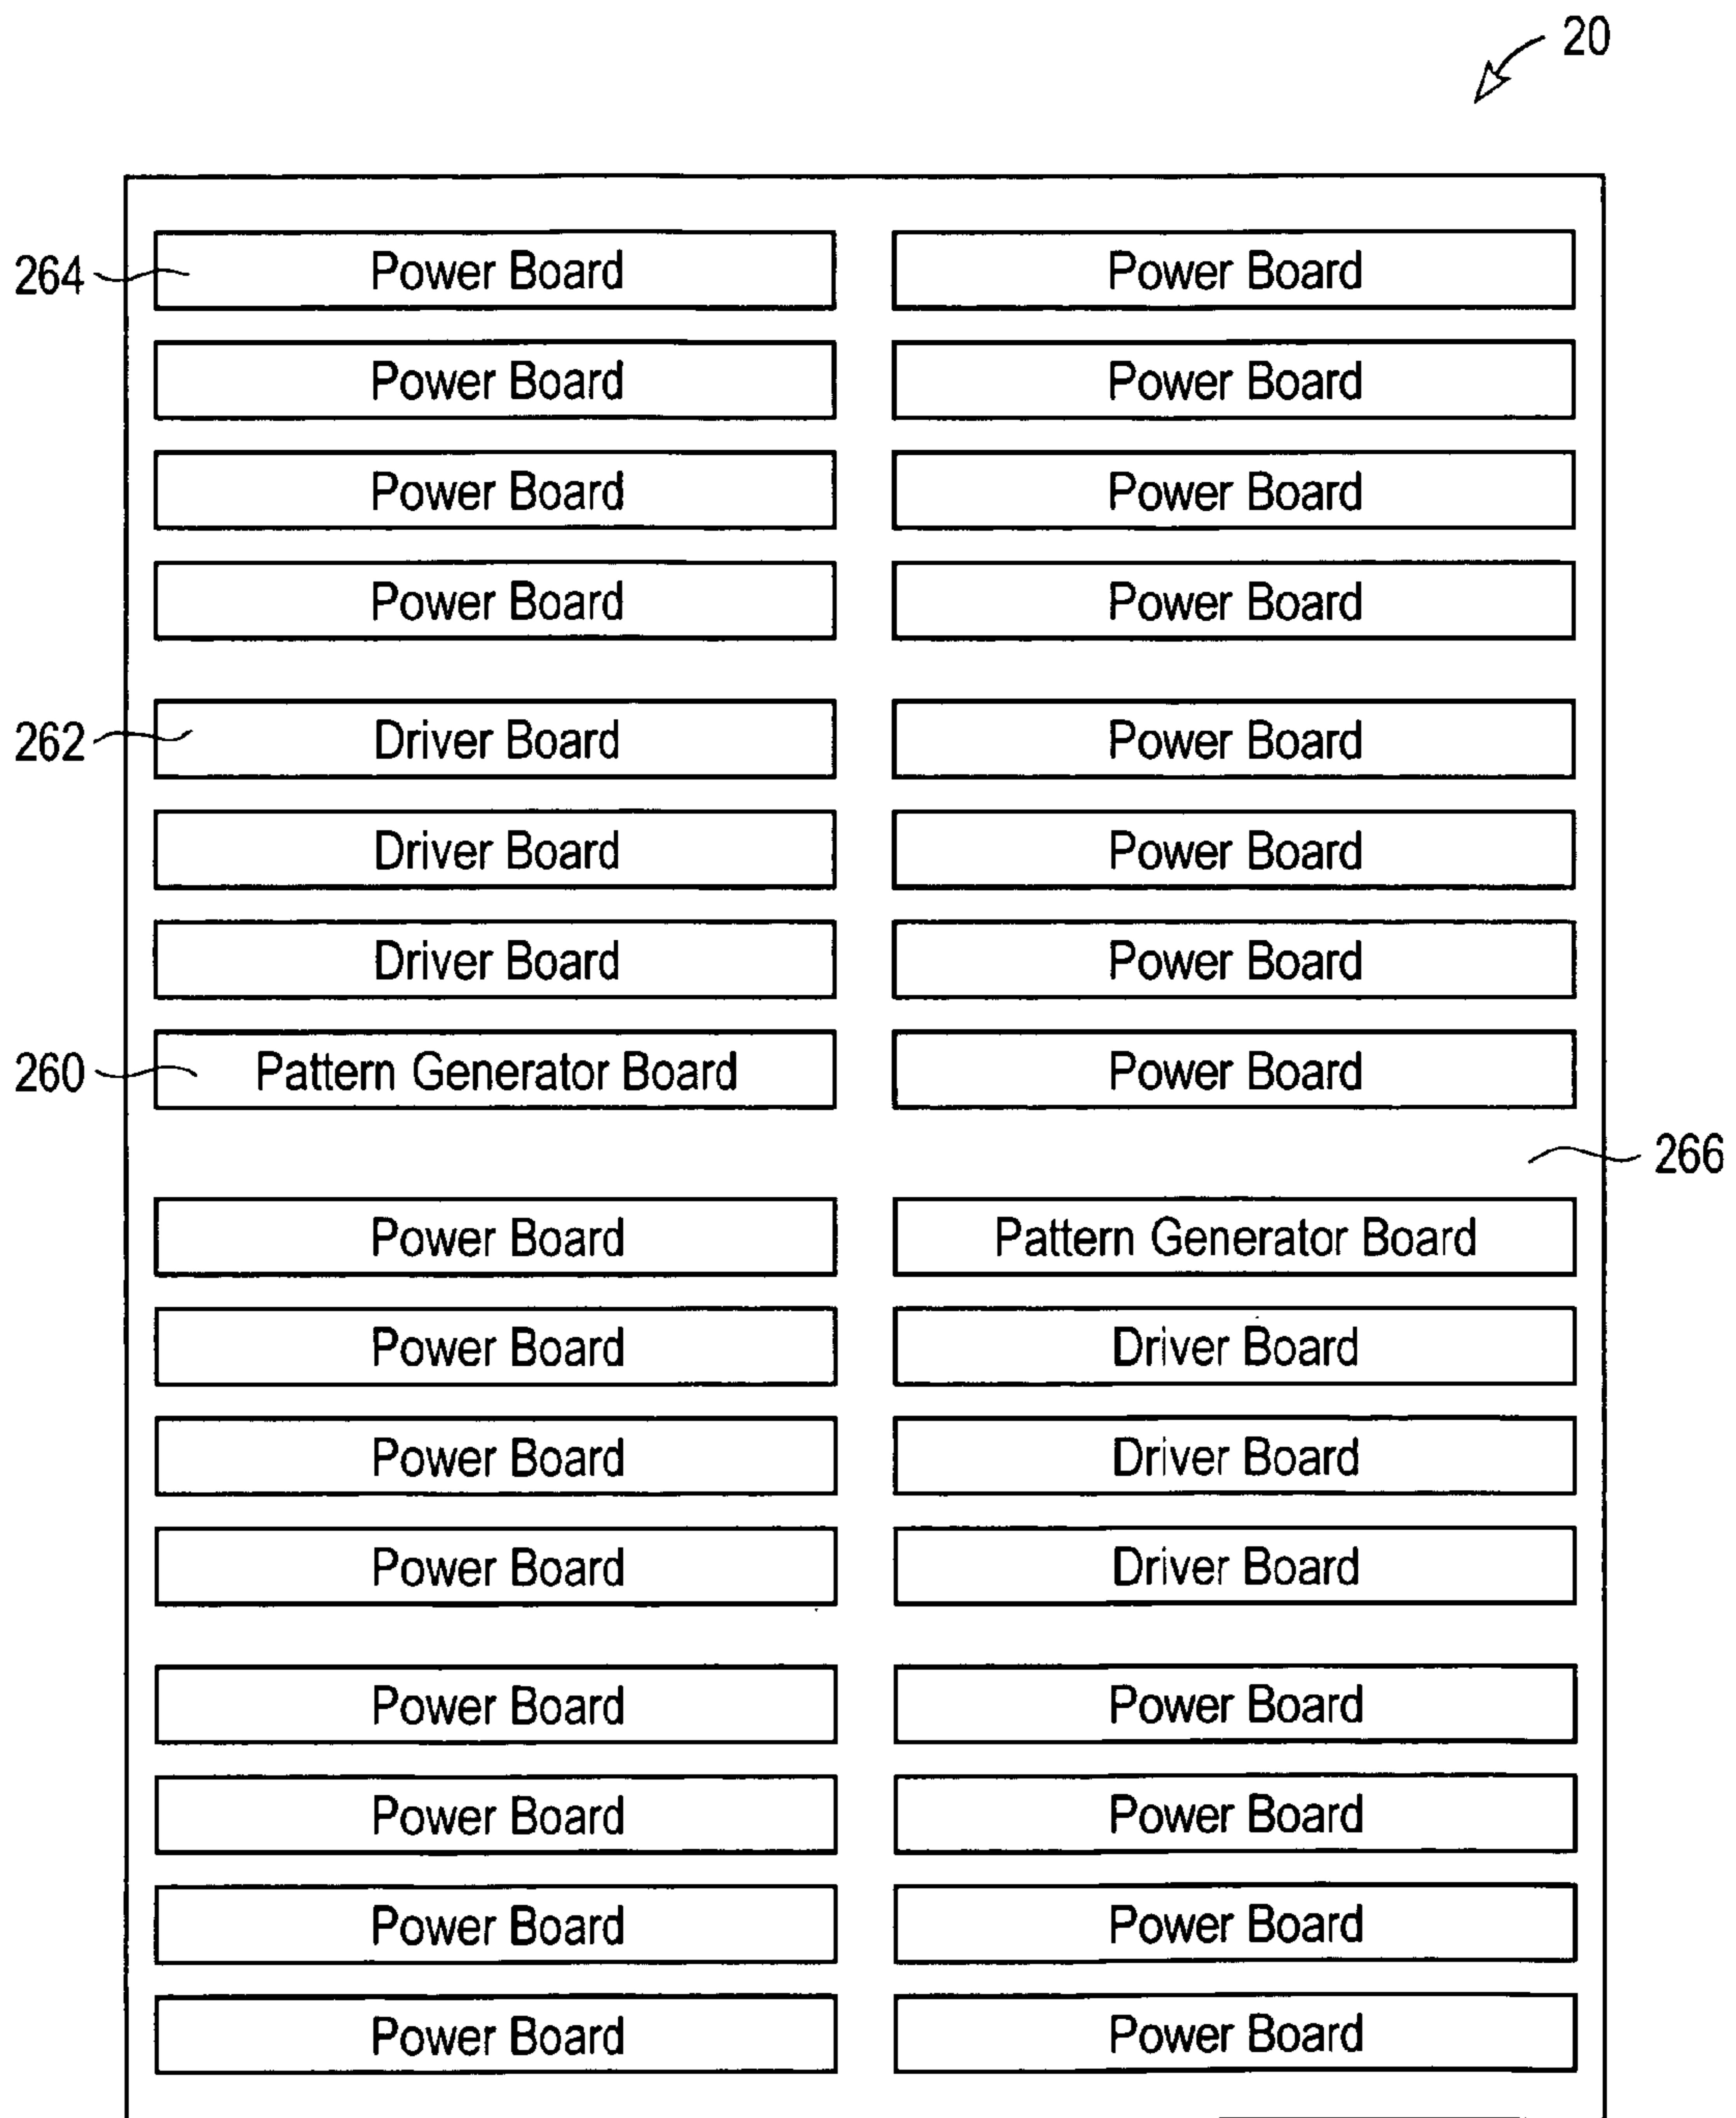 20
264 Power Board Power Board
Power Board Power Board
Power Board Power Board
Power Board Power Board
262 Driver Board Power Board
Driver Board Power Board
Driver Board Power Board
260 Pattern Generator Board Power Board
266
Power Board Pattern Generator Board
Power Board Driver Board
Power Board Driver Board
Power Board Driver Board
Power Board Power Board
Power Board Power Board
Power Board Power Board
Power Board Power Board